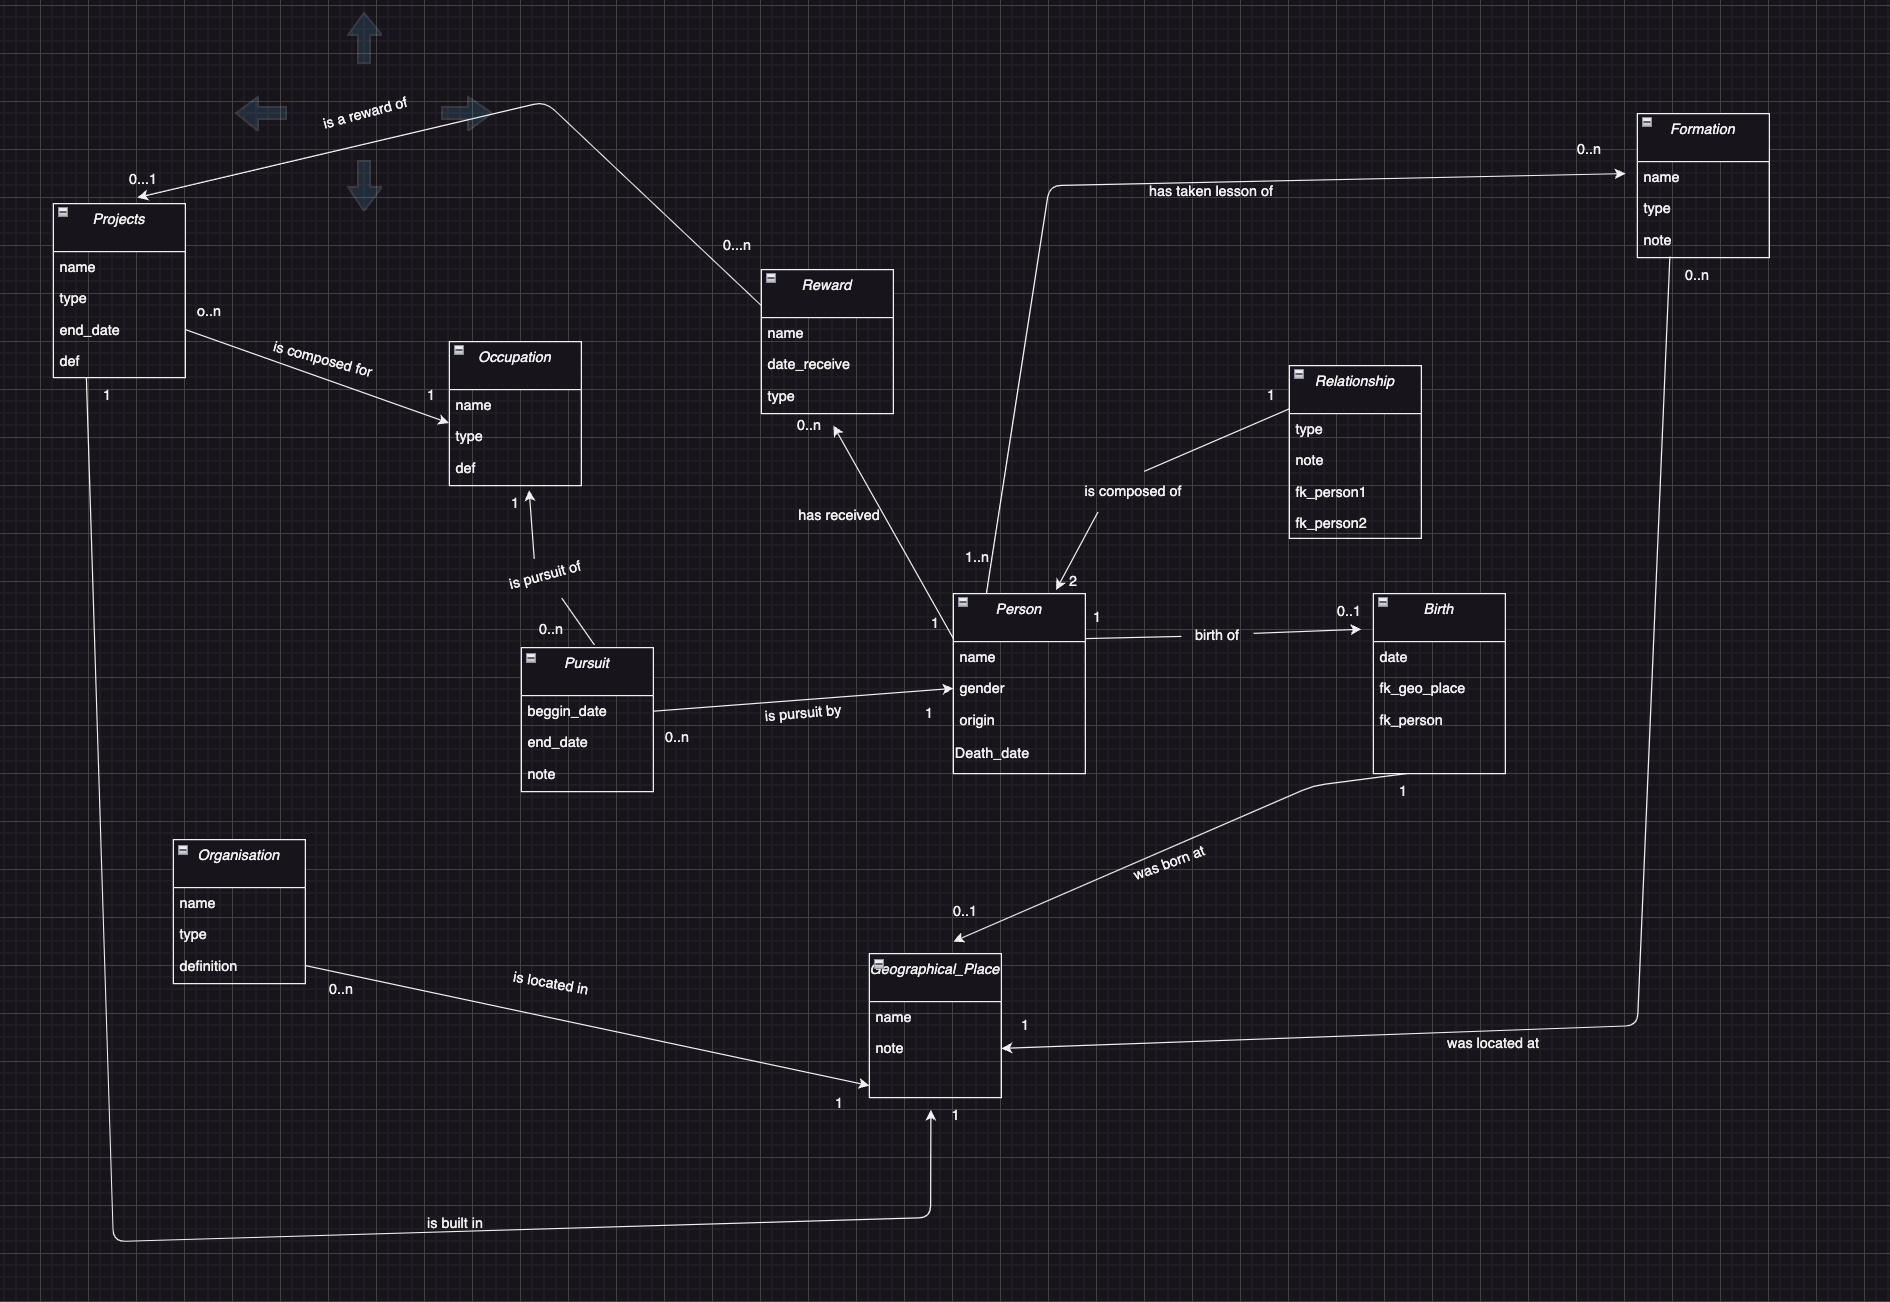 is a reward of
0...1
Projects
name
type
end_date
def
o..n
1
is composed for
1
Occupation
name
type
def
1
is pursuit of
0..n
Pursuit
beggin_date
end_date
note
0..n
is pursuit by
1
0...n
Reward
name
date_receive
type
0..n
has received
1
has taken lesson of
1..n
0..n
Formation
name
type
note
0..n
Relationship
type
note
fk_person1
fk_person2
1
is composed of
2
Person
name
gender
origin
Death_date
1
birth of
0..1
Birth
date
fk_geo_place
fk_person
1
was born at
0..1
Organisation
name
type
definition
0..n
is located in
1
Geographical_Place
name
note
1
was located at
1
is built in